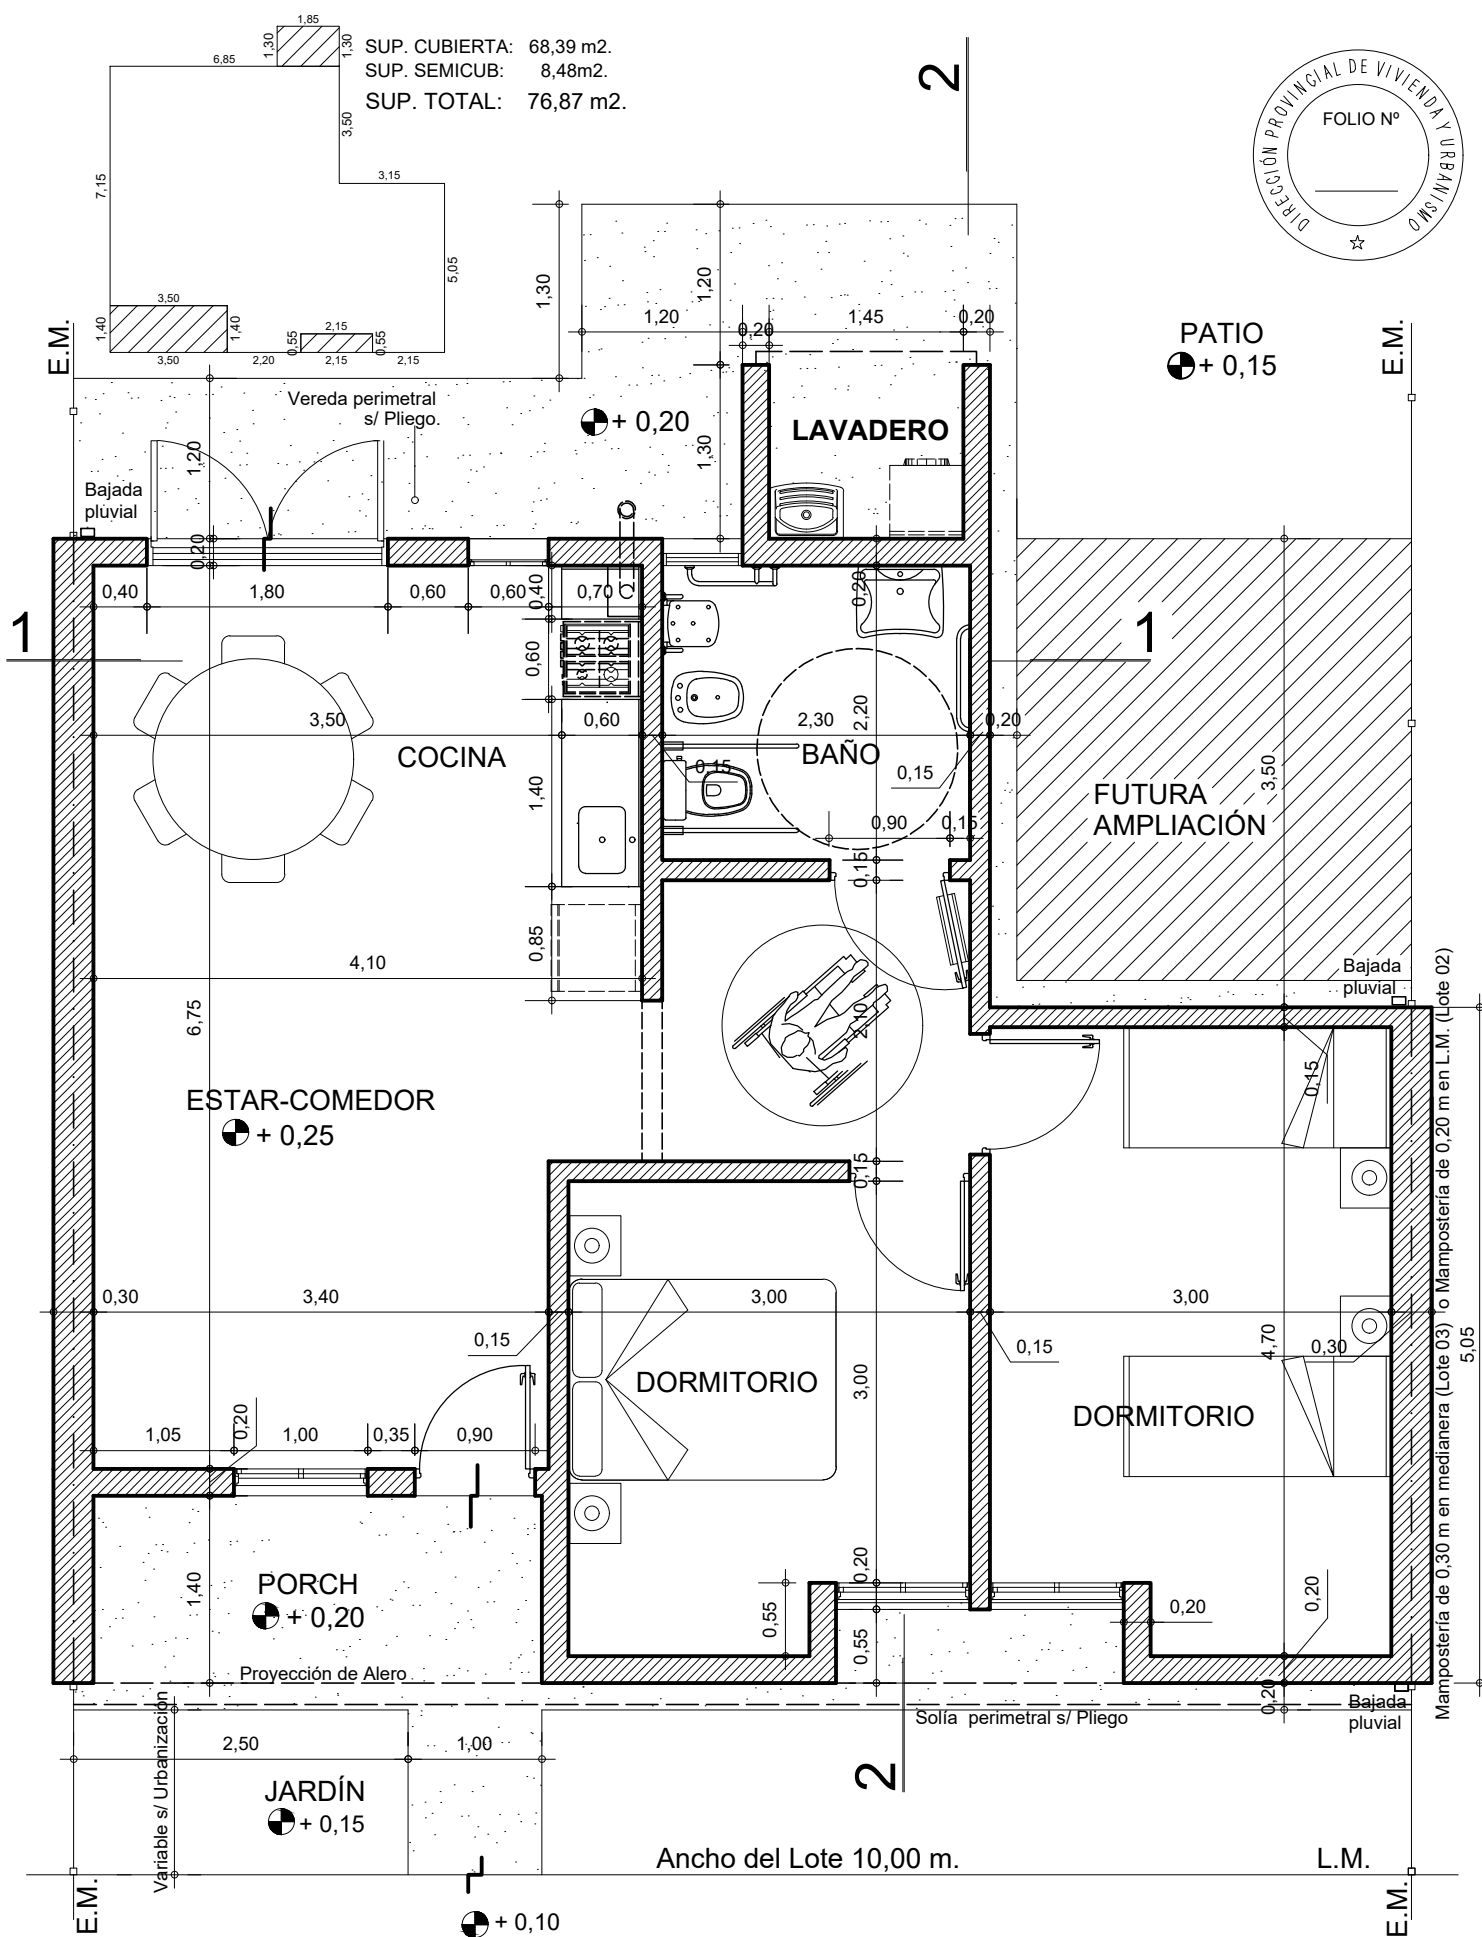 1,85
1,30
1,30
6,85
SUP. CUBIERTA: 68,39 m2.
SUP. SEMICUB: 8,48m2.
SUP. TOTAL: 76,87 m2.
3,50
3,15
7,15
5,05
3,50
1,40
1,40
2,15
0,55
0,55
3,50
2,20
2,15
2,15
2
DIRECCIÓN PROVINCIAL DE VIVIENDA Y URBANISMO
FOLIO Nº
E.M.
1,30
1,20
1,20
0,20
1,45
0,20
PATIO
+ 0,15
E.M.
Vereda perimetral
s/ Pliego.
+ 0,20
LAVADERO
1,20
1,30
Bajada
pluvial
0,20
0,40
1,80
0,60
0,60
0,40
0,70
0,20
1
1
0,60
3,50
0,60
2,30
2,20
0,20
COCINA
0,15
BAÑO
0,15
3,50
1,40
FUTURA
AMPLIACIÓN
0,90
0,15
0,15
0,85
4,10
Bajada
pluvial
6,75
2,10
ESTAR-COMEDOR
+ 0,25
0,15
0,15
0,30
3,40
3,00
3,00
0,15
0,15
4,70
0,30
5,05
DORMITORIO
3,00
DORMITORIO
1,05
0,20
1,00
0,35
0,90
Mampostería de 0,30 m en medianera (Lote 03) o Mampostería de 0,20 m en L.M. (Lote 02)
PORCH
+ 0,20
1,40
0,20
0,55
0,55
0,20
0,20
Proyección de Alero
0,20
Bajada
pluvial
Solía perimetral s/ Pliego
Variable s/ Urbanización
2,50
1,00
2
JARDÍN
+ 0,15
Ancho del Lote 10,00 m.
L.M.
E.M.
+ 0,10
E.M.